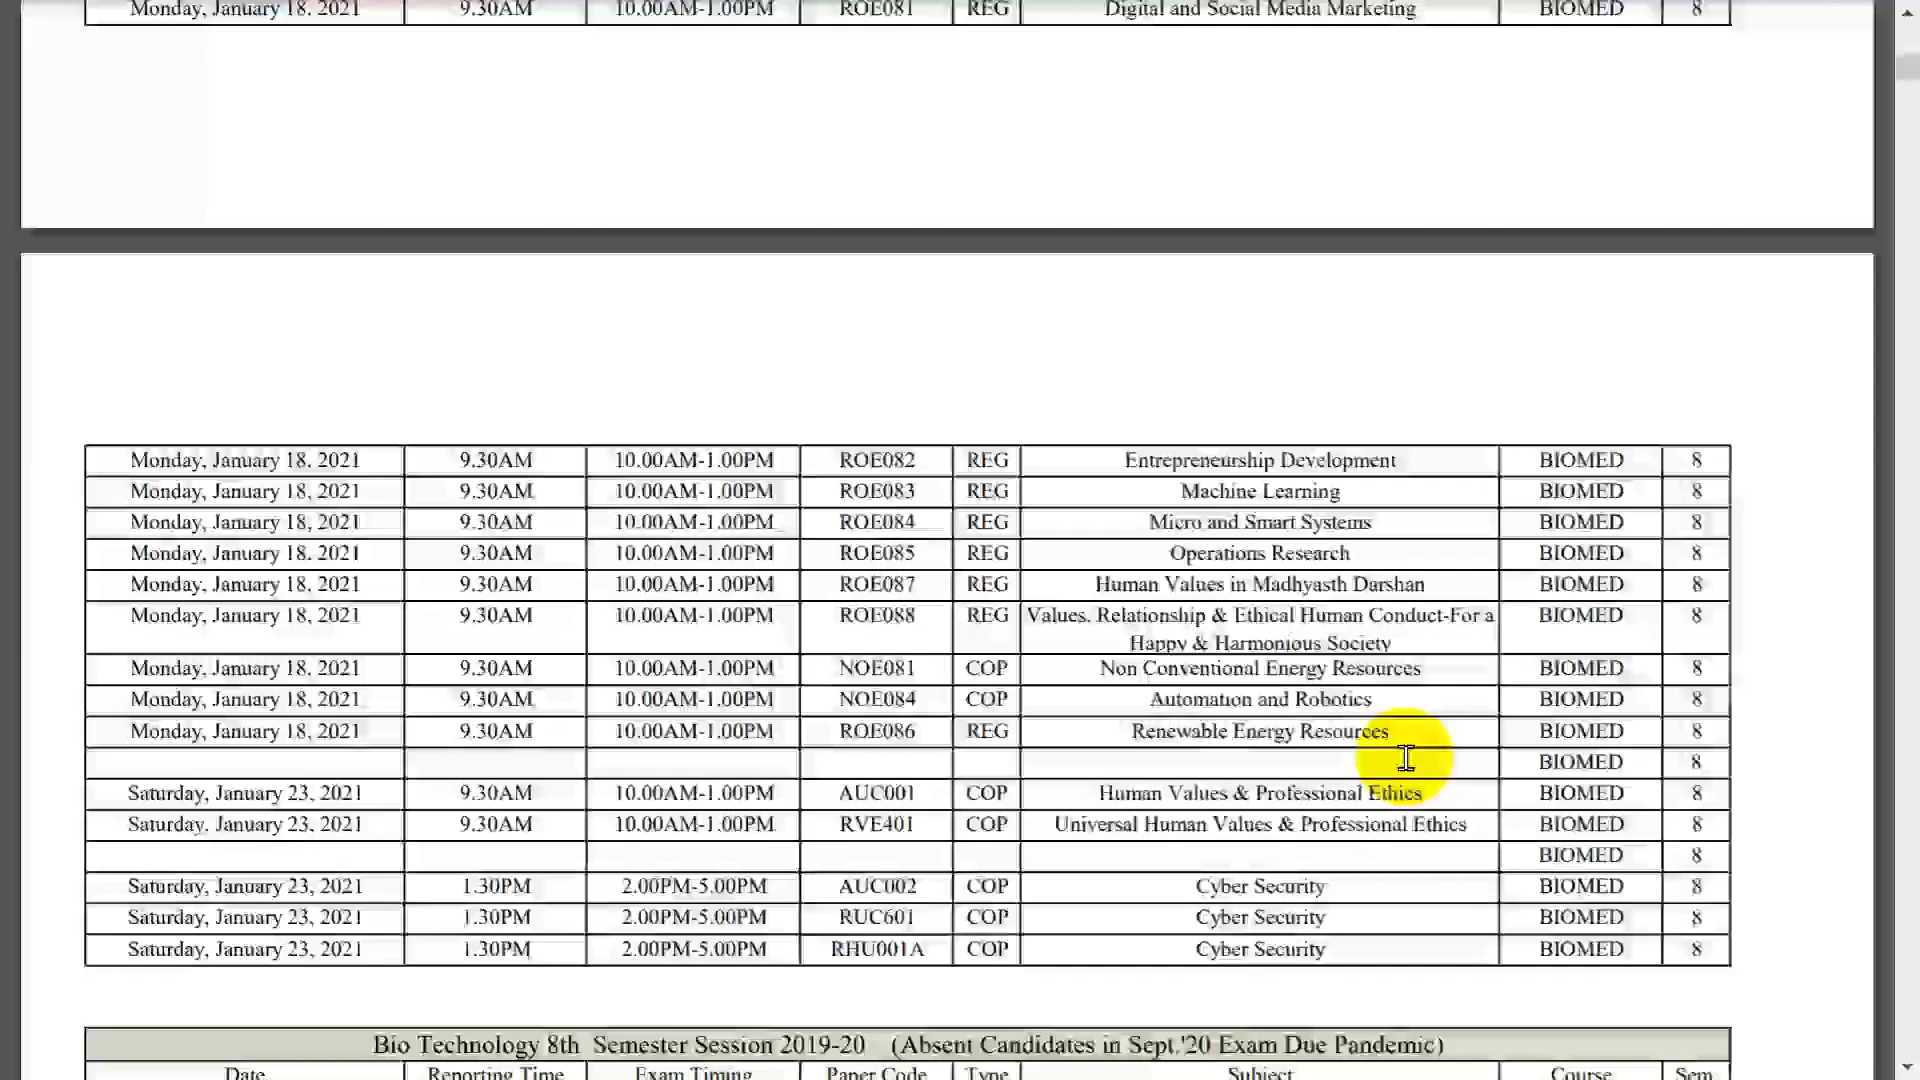 Monday, January 18, 2021 9.30AM 10.00AM-1.00PM ROE081 REG Digital and Social Media Marketing BIOMED 8
Monday, January 18, 2021 9.30AM 10.00AM-1.00PM ROE082 REG Entrepreneurship Development BIOMED 8
Monday, January 18, 2021 9.30AM 10.00AM-1.00PM ROE083 REG Machine Learning BIOMED 8
Monday, January 18, 2021 9.30AM 10.00AM-1.00PM ROE084 REG Micro and Smart Systems BIOMED 8
Monday, January 18, 2021 9.30AM 10.00AM-1.00PM ROE085 REG Operations Research BIOMED 8
Monday, January 18, 2021 9.30AM 10.00AM-1.00PM ROE087 REG Human Values in Madhyasth Darshan BIOMED 8
Monday, January 18, 2021 9.30AM 10.00AM-1.00PM ROE088 REG Values, Relationship & Ethical Human Conduct-For a BIOMED 8
Happy & Harmonious Society
Monday, January 18, 2021 9.30AM 10.00AM-1.00PM NOE081 COP Non Conventional Energy Resources BIOMED 8
Monday, January 18, 2021 9.30AM 10.00AM-1.00PM NOE084 COP Automation and Robotics BIOMED 8
Monday, January 18, 2021 9.30AM 10.00AM-1.00PM ROE086 REG Renewable Energy Resources BIOMED 8
BIOMED 8
Saturday, January 23, 2021 9.30AM 10.00AM-1.00PM AUC001 COP Human Values & Professional Ethics BIOMED 8
Saturday, January 23, 2021 9.30AM 10.00AM-1.00PM RVE401 COP Universal Human Values & Professional Ethics BIOMED 8
BIOMED 8
Saturday, January 23, 2021 1.30PM 2.00PM-5.00PM AUC002 COP Cyber Security BIOMED 8
Saturday, January 23, 2021 1.30PM 2.00PM-5.00PM RUC601 COP Cyber Security BIOMED 8
Saturday, January 23, 2021 1.30PM 2.00PM-5.00PM RHU001A COP Cyber Security BIOMED 8
Bio Technology 8th Semester Session 2019-20 (Absent Candidates in Sept.'20 Exam Due Pandemic)
Date Reporting Time Exam Timing Paper Code Type Subject Course Sem